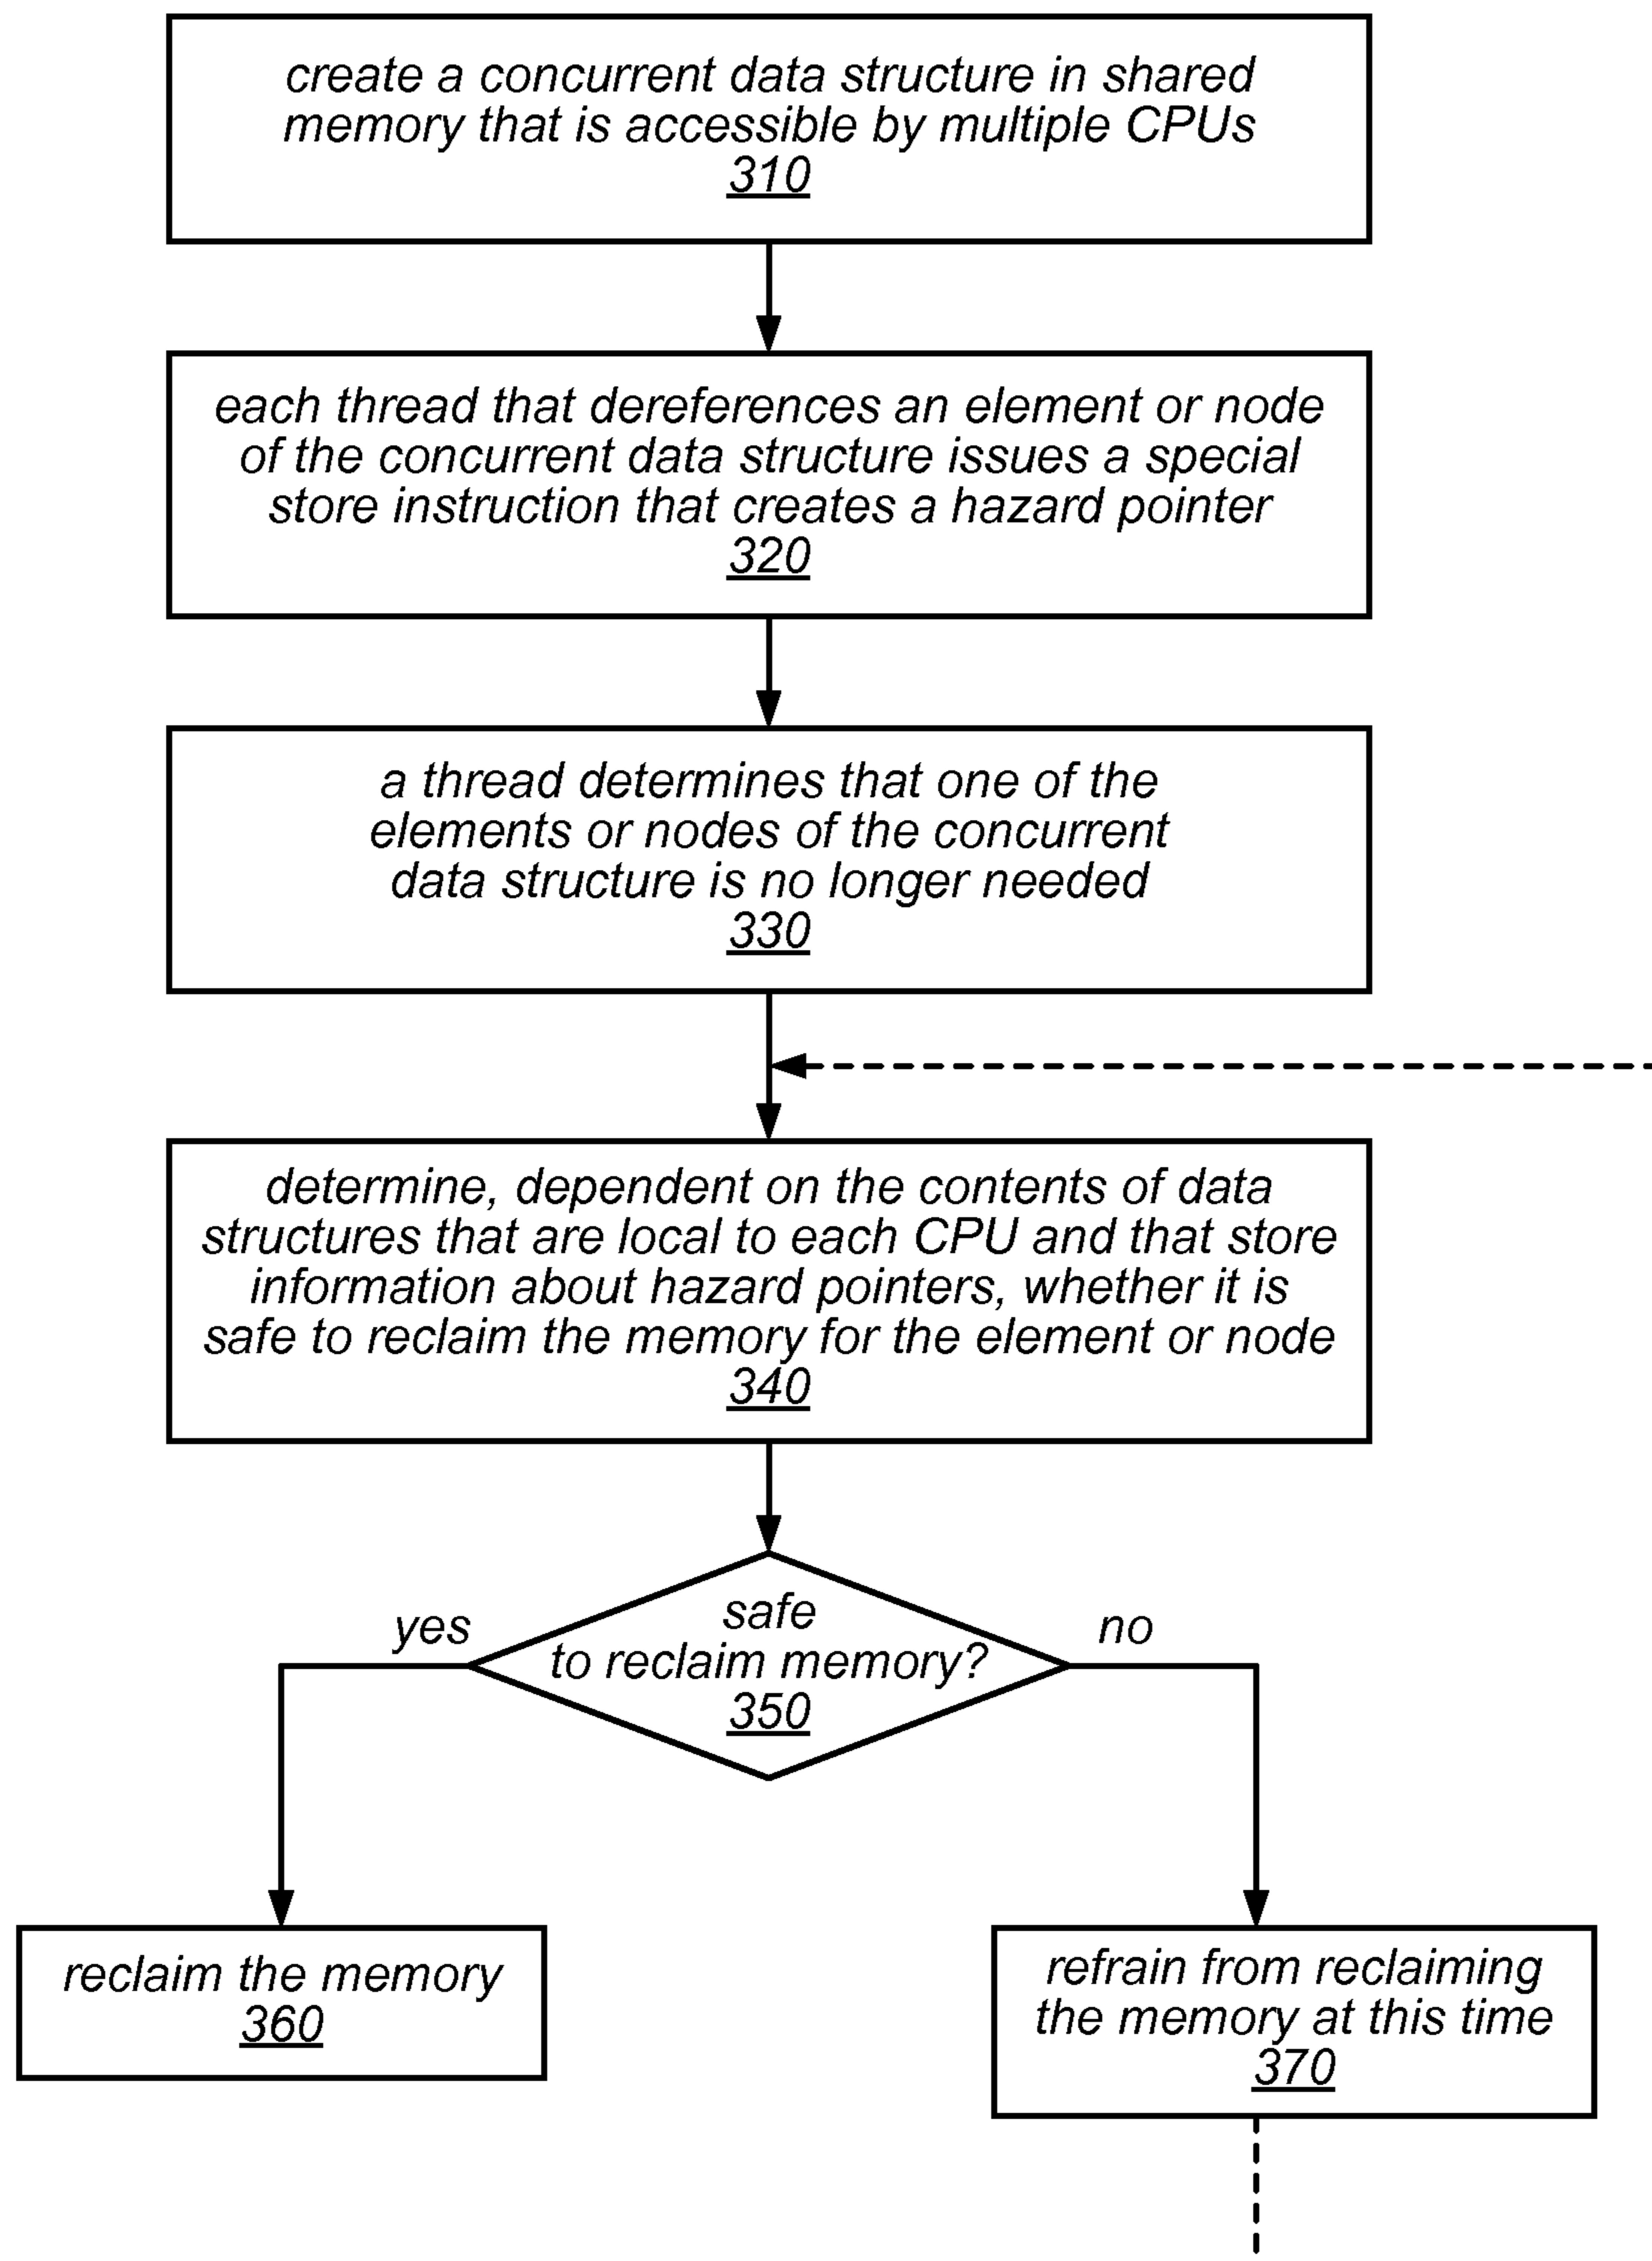 create a concurrent data structure in shared
memory that is accessible by multiple CPUs
310
each thread that dereferences an element or node
of the concurrent data structure issues a special
store instruction that creates a hazard pointer
320
a thread determines that one of the
elements or nodes of the concurrent
data structure is no longer needed
330
determine, dependent on the contents of data
structures that are local to each CPU and that store
information about hazard pointers, whether it is
safe to reclaim the memory for the element or node
340
yes
safe
to reclaim memory?
350
no
reclaim the memory
360
refrain from reclaiming
the memory at this time
370